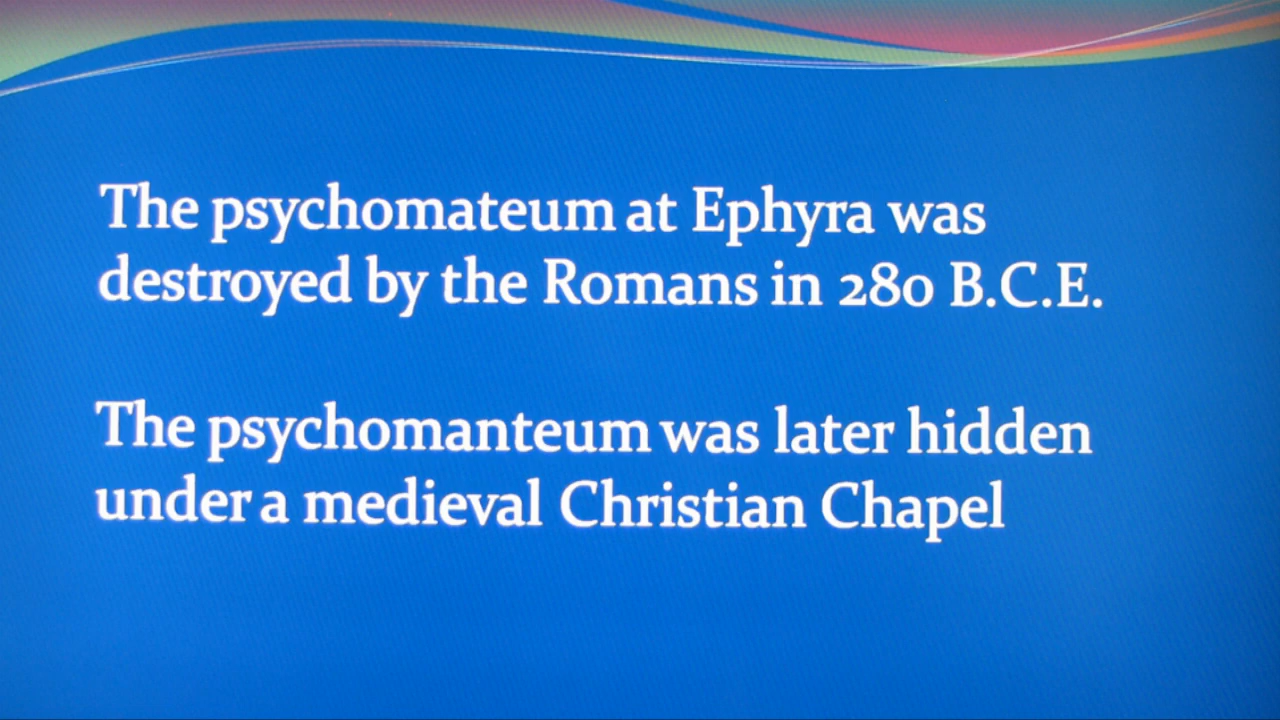 The psychomateum at Ephyra was
destroyed by the Romans in 280 B.C.E.
The psychomanteum was later hidden
under a medieval Christian Chapel